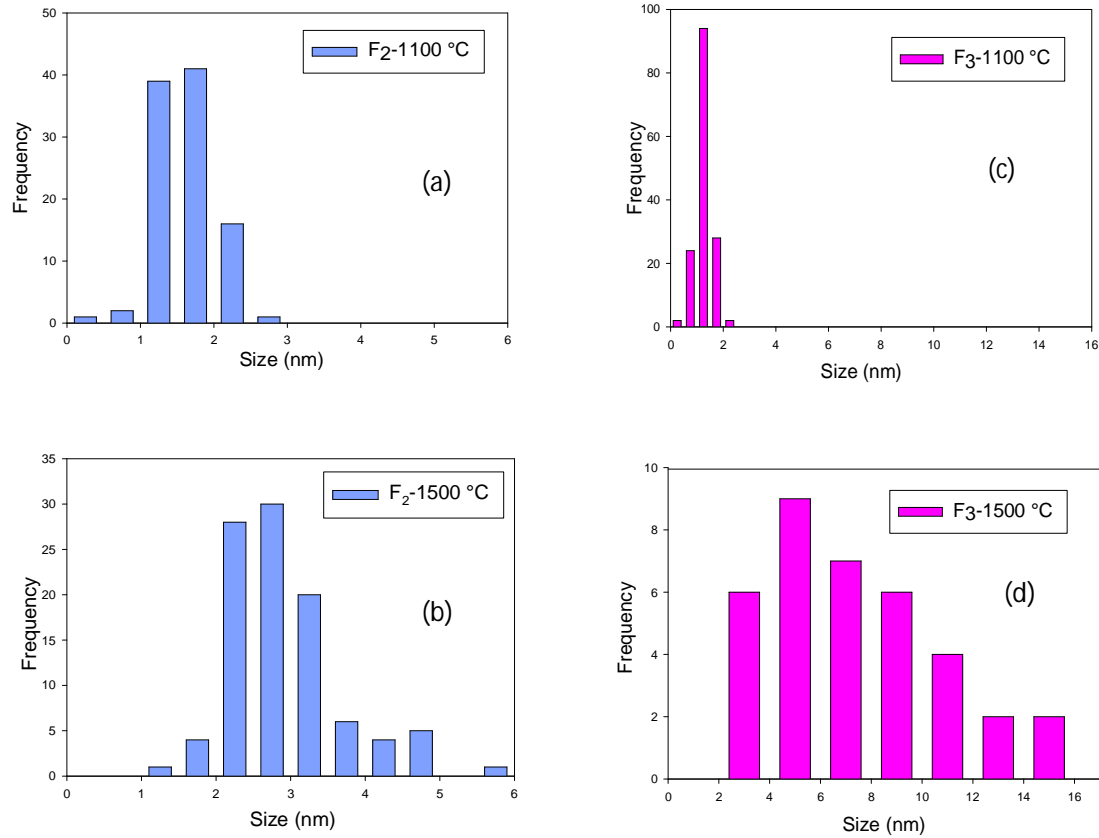 50
40
30
20
10
0
Frequency
F2-1100 °C
(a)
0 1 2 3 4 5 6
Size (nm)
100
80
60
40
20
0
Frequency
F3-1100 °C
(c)
0 2 4 6 8 10 12 14 16
Size (nm)
35
30
25
20
15
10
5
0
Frequency
F2-1500 °C
(b)
0 1 2 3 4 5 6
Size (nm)
10
8
6
4
2
0
Frequency
F3-1500 °C
(d)
0 2 4 6 8 10 12 14 16
Size (nm)